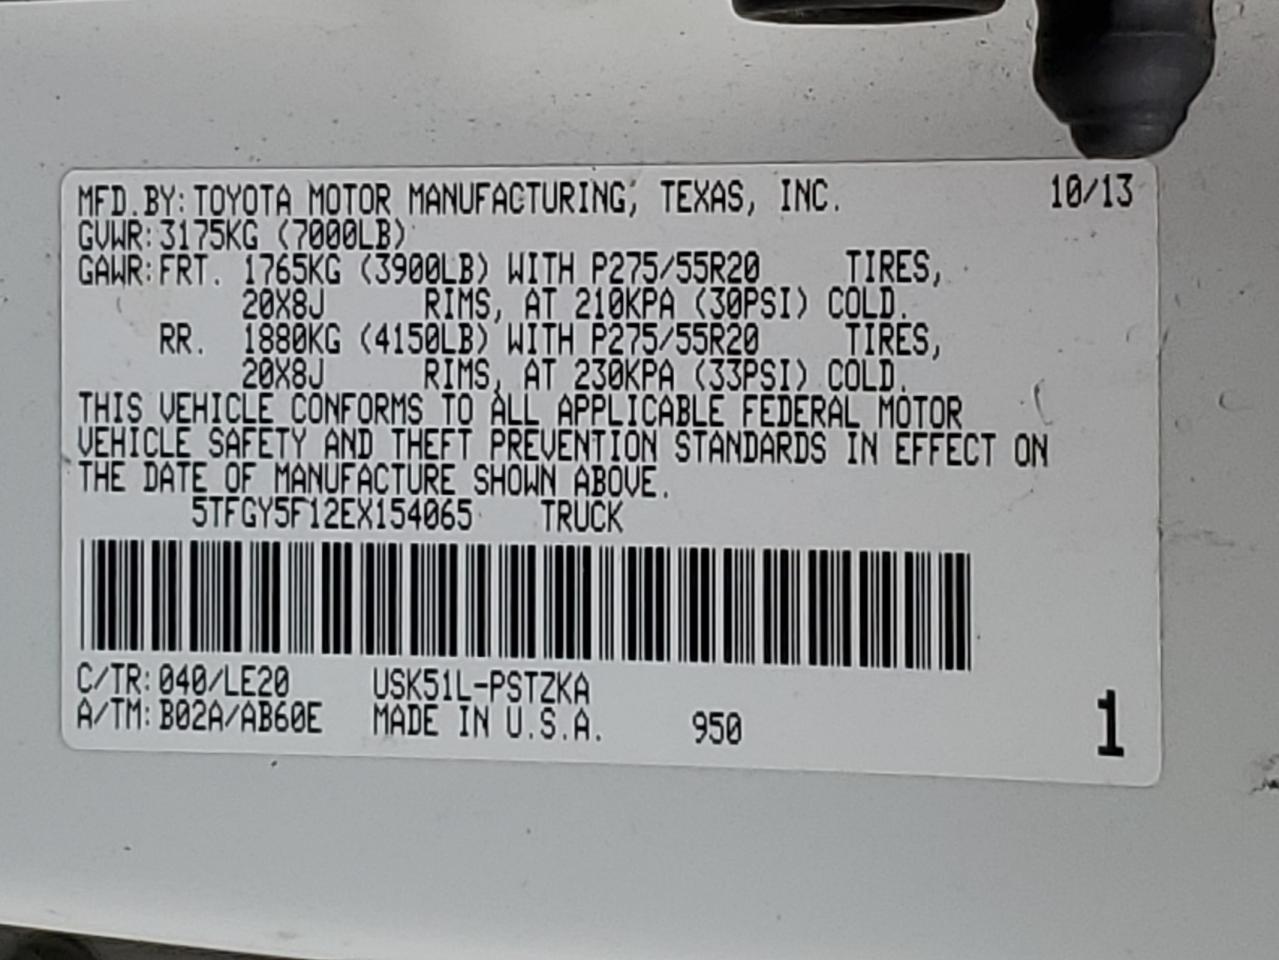 MFD.BY: TOYOTA MOTOR MANUFACTURING, TEXAS, INC. 10/13
GVWR: 3175KG (7000LB)
GAWR: FRT. 1765KG (3900LB) WITH P275/55R20 TIRES,
20X8J RIMS, AT 210KPA (30PSI) COLD.
RR. 1880KG (4150LB) WITH P275/55R20 TIRES,
20X8J RIMS, AT 230KPA (33PSI) COLD.
THIS VEHICLE CONFORMS TO ALL APPLICABLE FEDERAL MOTOR
VEHICLE SAFETY AND THEFT PREVENTION STANDARDS IN EFFECT ON
THE DATE OF MANUFACTURE SHOWN ABOVE.
5TFGY5F12EX154065 TRUCK
C/TR: 040/LE20 USK51L-PSTZKA
A/TM: B02A/AB60E MADE IN U.S.A. 950 1